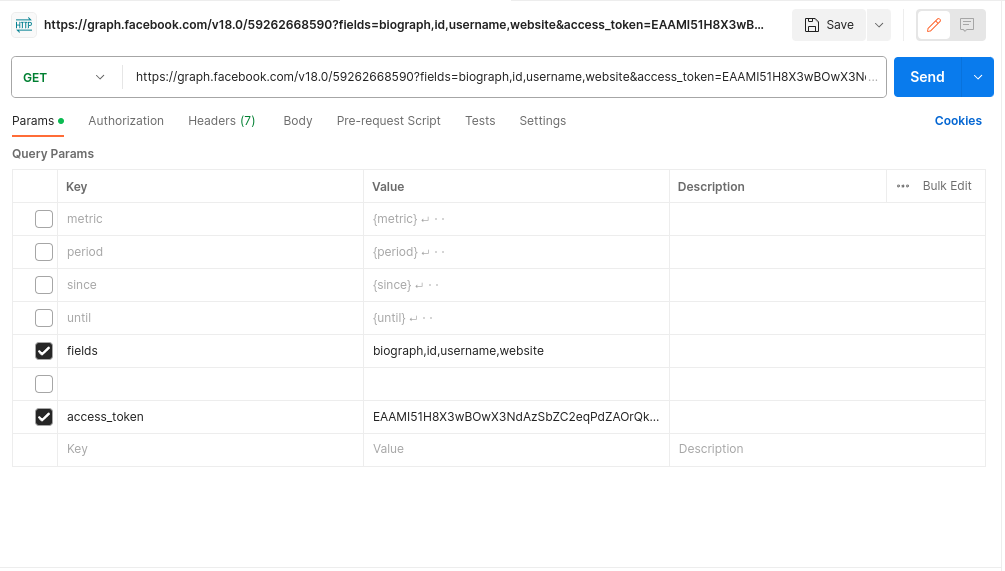 HTTP https://graph.facebook.com/v18.0/59262668590?fields=biograph,id,username,website&access_token=EAAMI51H8X3wB... Save
GET https://graph.facebook.com/v18.0/59262668590?fields=biograph,id,username,website&access_token=EAAMI51H8X3wBOwX3N... Send
Params Authorization Headers (7) Body Pre-request Script Tests Settings Cookies
Query Params
Key Value Description ••• Bulk Edit
metric {metric} ↵ · ·
period {period} ↵ · ·
since {since} ↵ · ·
until {until} ↵ · ·
fields biograph,id,username,website
access_token EAAMI51H8X3wBOwX3NdAzSbZC2eqPdZAOrQk...
Key Value Description